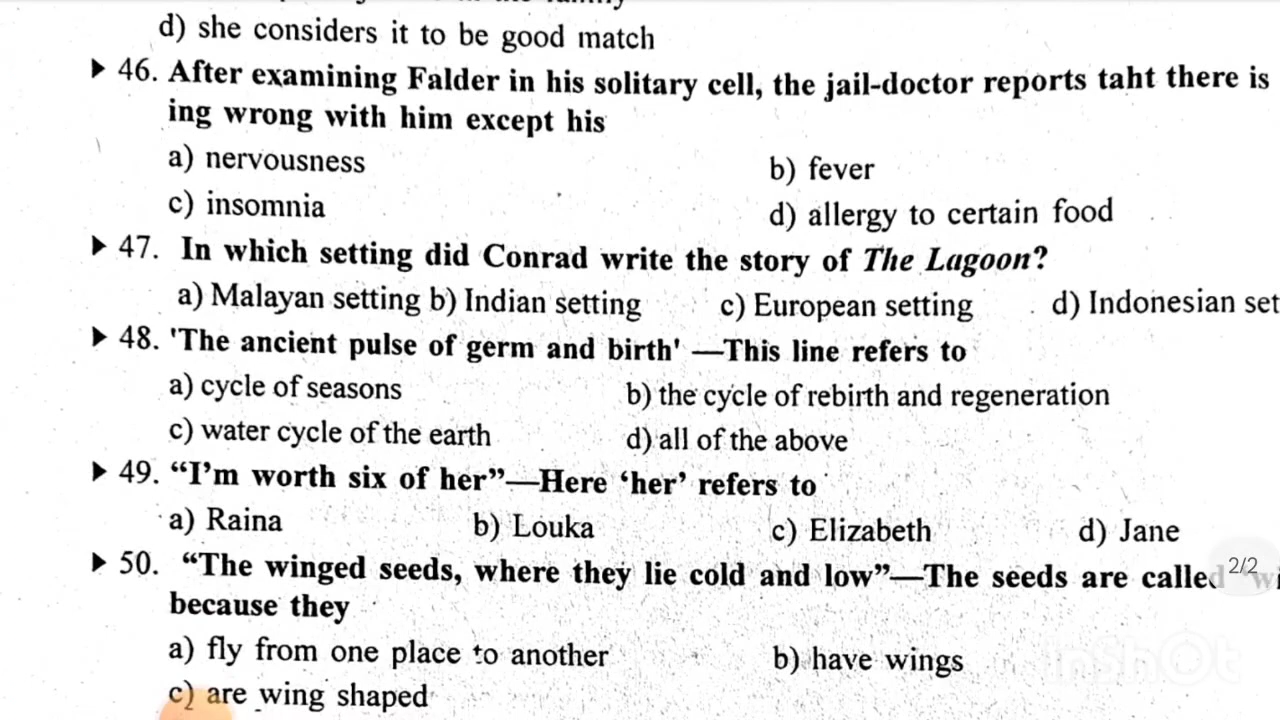 d) she considers it to be good match
▶ 46. After examining Falder in his solitary cell, the jail-doctor reports taht there is
ing wrong with him except his
a) nervousness b) fever
c) insomnia d) allergy to certain food
▶ 47. In which setting did Conrad write the story of The Lagoon?
a) Malayan setting b) Indian setting c) European setting d) Indonesian set
▶ 48. 'The ancient pulse of germ and birth' —This line refers to
a) cycle of seasons b) the cycle of rebirth and regeneration
c) water cycle of the earth d) all of the above
▶ 49. “I’m worth six of her”—Here ‘her’ refers to
a) Raina b) Louka c) Elizabeth d) Jane
▶ 50. “The winged seeds, where they lie cold and low”—The seeds are called
2/2
because they
a) fly from one place to another b) have wings
InShOt
c) are wing shaped